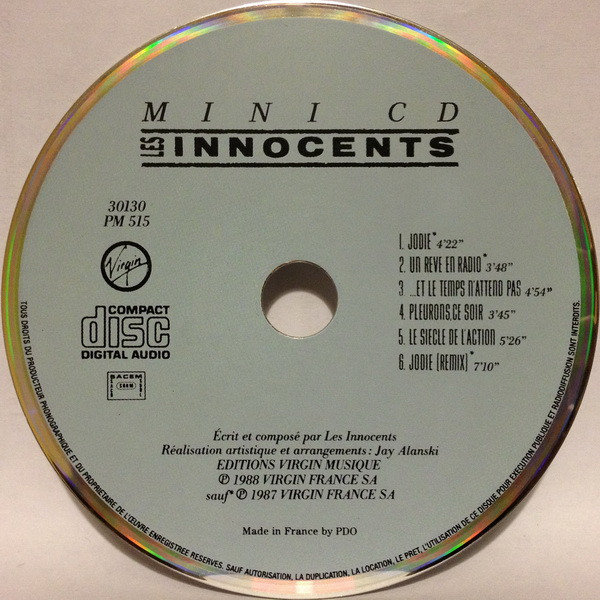 MINI CD
LES INNOCENTS
30130
PM 515
Virgin
COMPACT
disc
DIGITAL AUDIO
SACEM
SDRM
1. JODIE* 4'22"
2. UN REVE EN RADIO* 3'48"
3 ...ET LE TEMPS N'ATTEND PAS 4'54"
4. PLEURONS,CE SOIR 3'45"
5. LE SIECLE DE L'ACTION 5'26"
6. JODIE (REMIX)* 7'10"
Écrit et composé par Les Innocents
Réalisation artistique et arrangements : Jay Alanski
EDITIONS VIRGIN MUSIQUE
℗ 1988 VIRGIN FRANCE SA
sauf* ℗ 1987 VIRGIN FRANCE SA
Made in France by PDO
TOUS DROITS DU PRODUCTEUR PHONOGRAPHIQUE ET DU PROPRIETAIRE DE L'ŒUVRE ENREGISTREE RESERVES. SAUF AUTORISATION, LA DUPLICATION, LA LOCATION, LE PRET, L'UTILISATION DE CE DISQUE POUR EXECUTION PUBLIQUE ET RADIODIFFUSION SONT INTERDITS.